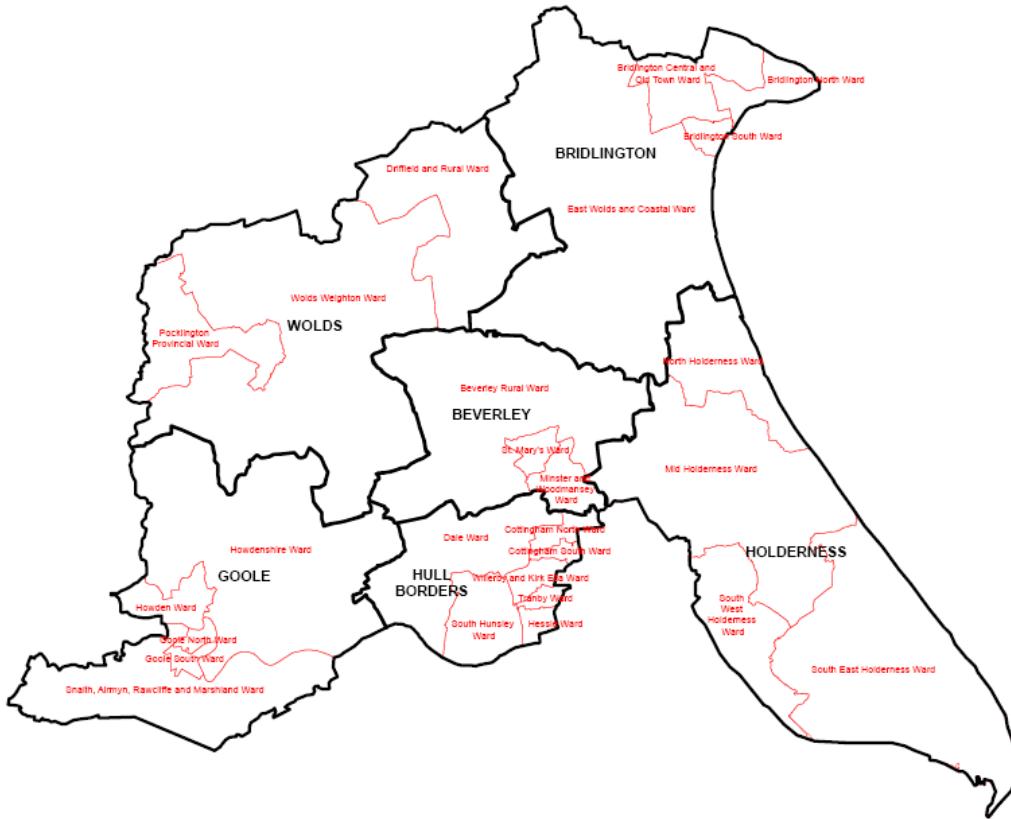 Bridlington Central and
Old Town Ward
Bridlington North Ward
Bridlington South Ward
BRIDLINGTON
Driffield and Rural Ward
East Wolds and Coastal Ward
Wolds Weighton Ward
WOLDS
Pocklington
Provincial Ward
North Holderness Ward
Beverley Rural Ward
BEVERLEY
St. Mary's Ward
Mid Holderness Ward
Minster and
Woodmansey
Ward
Cottingham North Ward
Dale Ward
Cottingham South Ward
HOLDERNESS
Howdenshire Ward
GOOLE
HULL
BORDERS
Willerby and Kirk Ella Ward
Tranby Ward
South
West
Holderness
Ward
Howden Ward
South Hunsley
Ward
Hessle Ward
Goole North Ward
Goole South Ward
South East Holderness Ward
Snaith, Airmyn, Rawcliffe and Marshland Ward